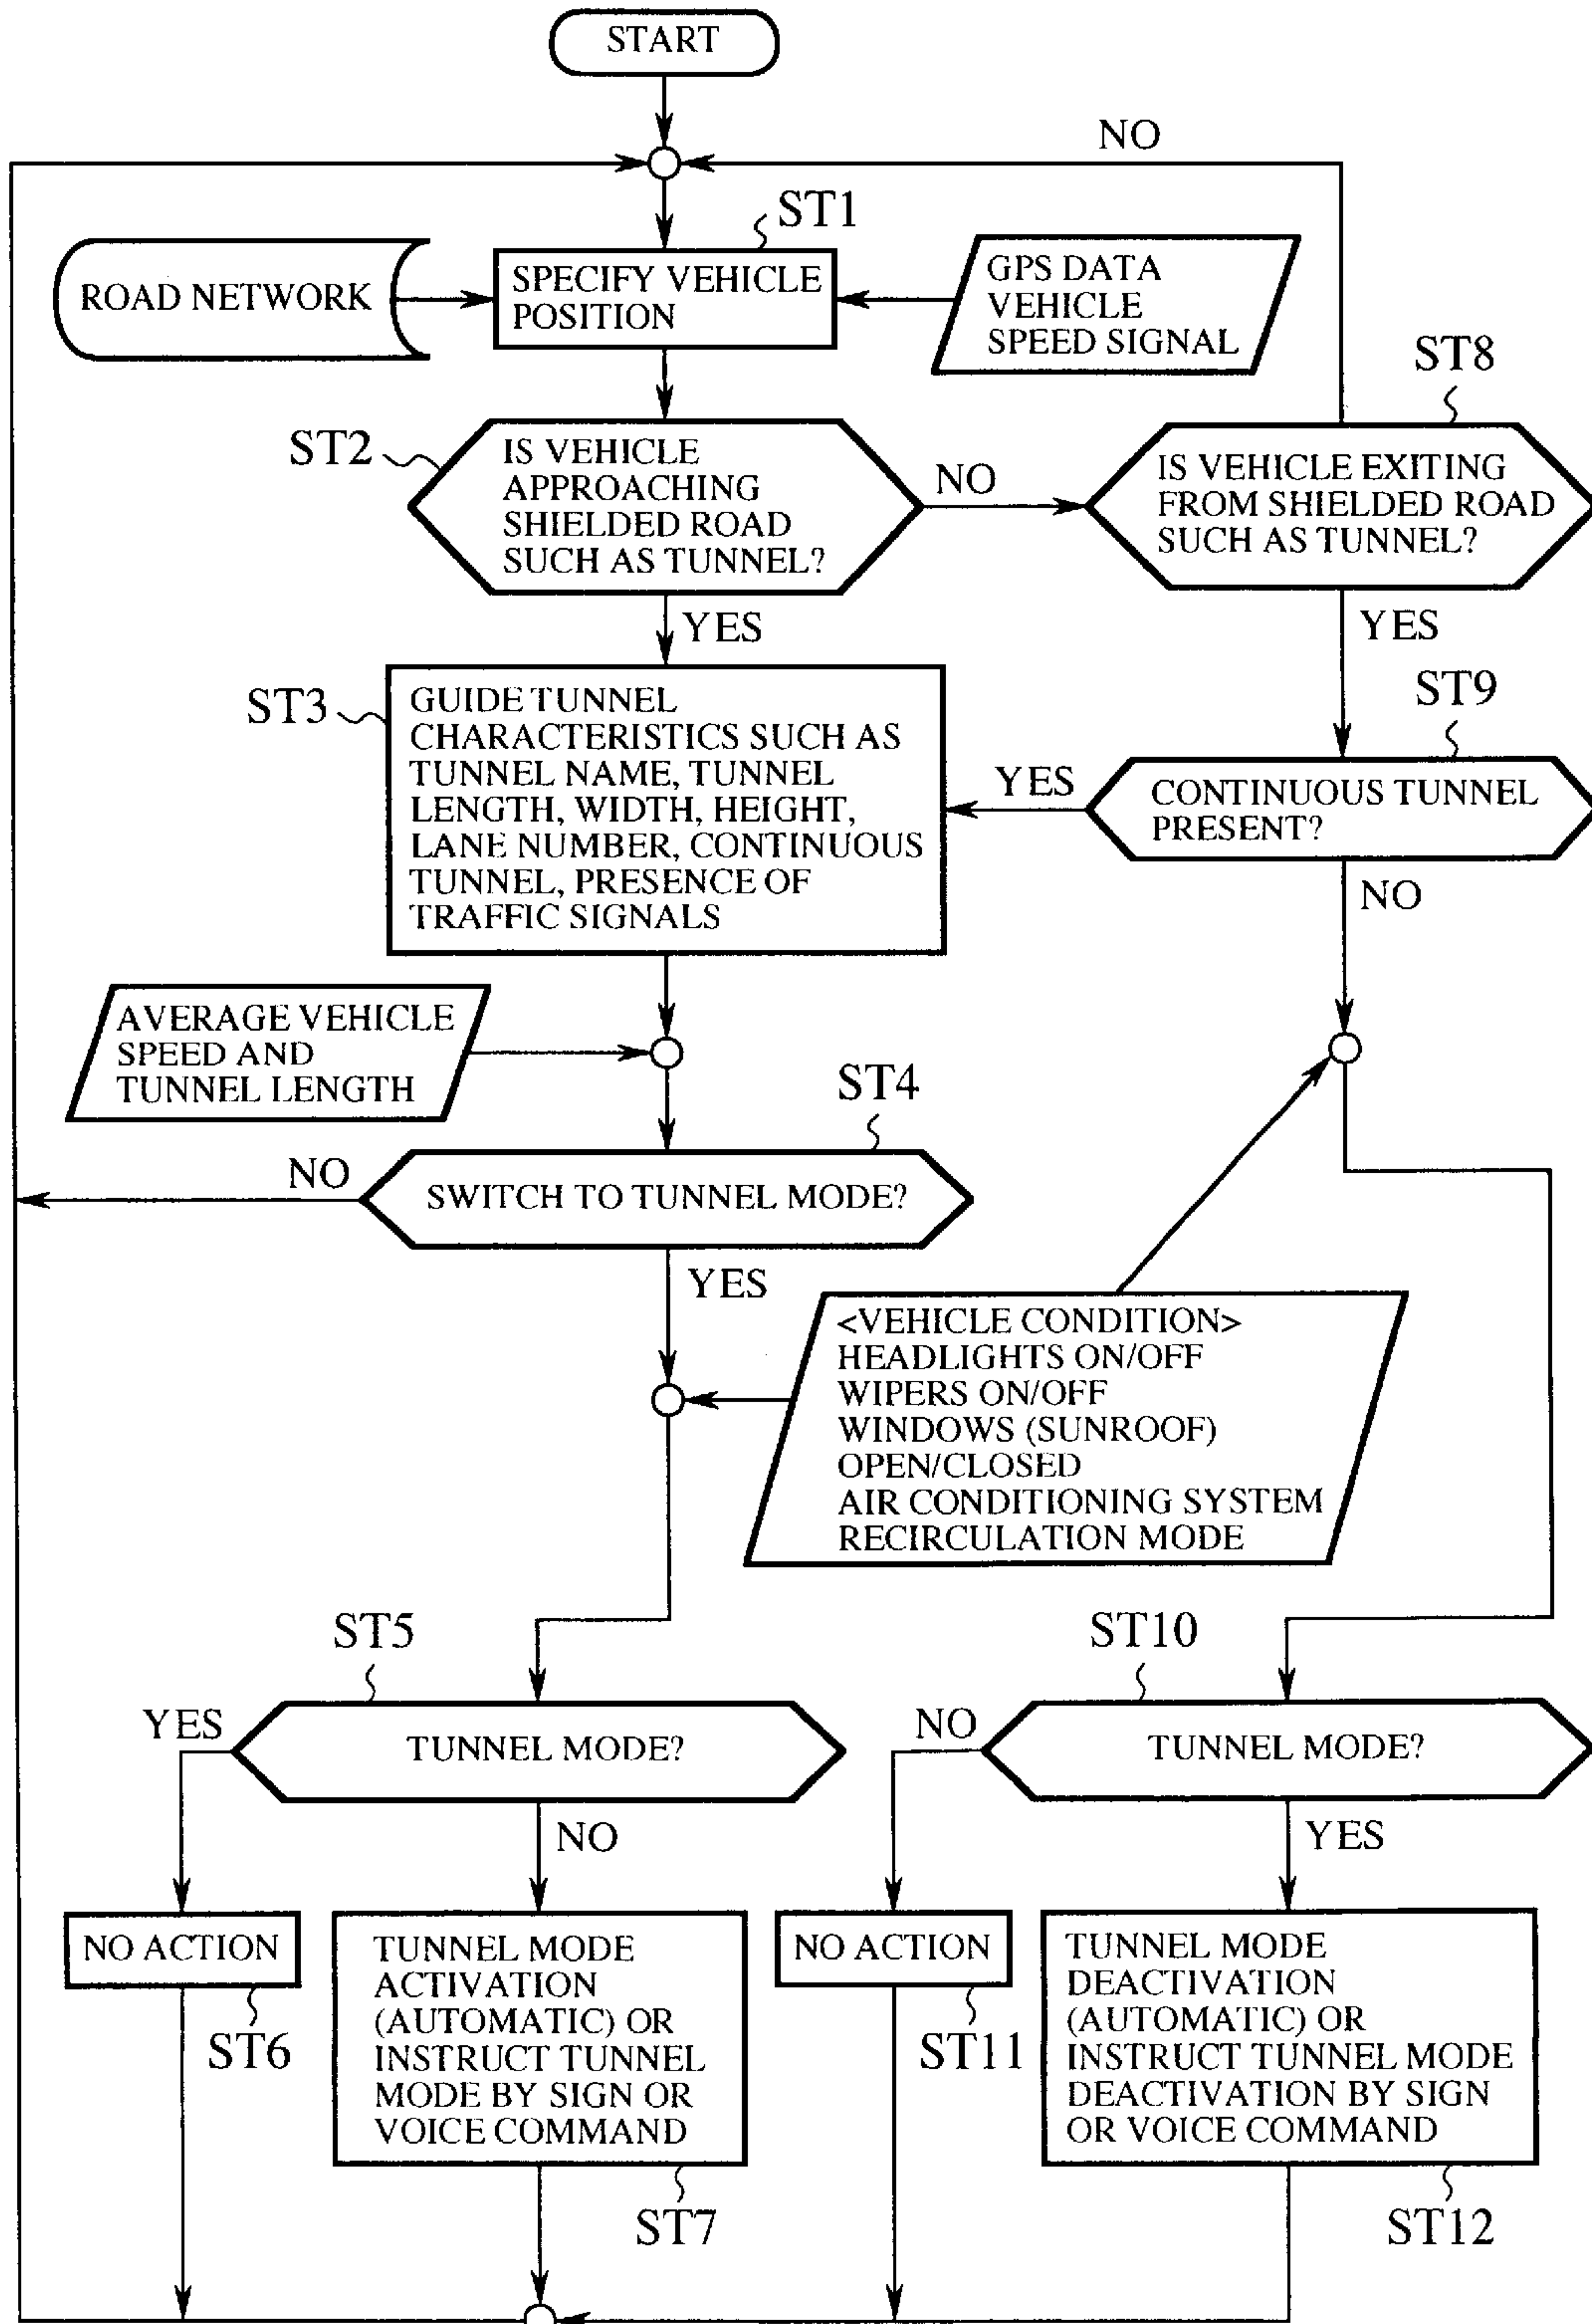 START
NO
ST1
ROAD NETWORK
SPECIFY VEHICLE
POSITION
GPS DATA
VEHICLE
SPEED SIGNAL
ST8
ST2
IS VEHICLE
APPROACHING
SHIELDED ROAD
SUCH AS TUNNEL?
NO
IS VEHICLE EXITING
FROM SHIELDED ROAD
SUCH AS TUNNEL?
YES
YES
ST3
GUIDE TUNNEL
CHARACTERISTICS SUCH AS
TUNNEL NAME, TUNNEL
LENGTH, WIDTH, HEIGHT,
LANE NUMBER, CONTINUOUS
TUNNEL, PRESENCE OF
TRAFFIC SIGNALS
ST9
YES
CONTINUOUS TUNNEL
PRESENT?
NO
AVERAGE VEHICLE
SPEED AND
TUNNEL LENGTH
ST4
NO
SWITCH TO TUNNEL MODE?
YES
<VEHICLE CONDITION>
HEADLIGHTS ON/OFF
WIPERS ON/OFF
WINDOWS (SUNROOF)
OPEN/CLOSED
AIR CONDITIONING SYSTEM
RECIRCULATION MODE
ST5
ST10
YES
TUNNEL MODE?
NO
TUNNEL MODE?
NO
YES
NO ACTION
ST6
TUNNEL MODE
ACTIVATION
(AUTOMATIC) OR
INSTRUCT TUNNEL
MODE BY SIGN OR
VOICE COMMAND
ST7
NO ACTION
ST11
TUNNEL MODE
DEACTIVATION
(AUTOMATIC) OR
INSTRUCT TUNNEL MODE
DEACTIVATION BY SIGN
OR VOICE COMMAND
ST12